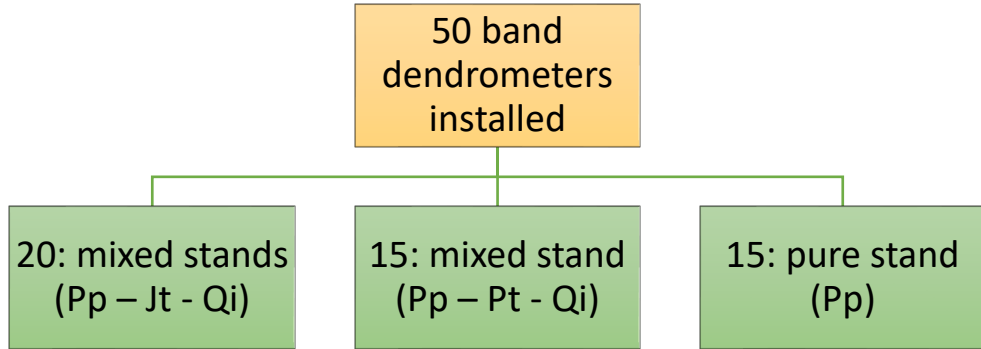 50 band
dendrometers
installed
20: mixed stands
(Pp – Jt - Qi)
15: mixed stand
(Pp – Pt - Qi)
15: pure stand
(Pp)